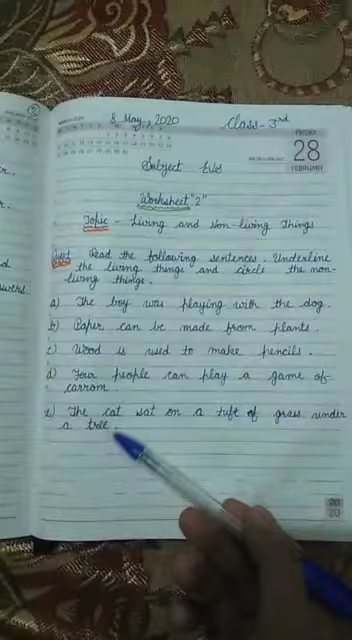 8 May, 2020
Class - 3rd
FRIDAY
28
FEBRUARY
Subject EVS
Worksheet "2"
Topic - Living and Non-living Things
Read the following sentences. Underline
the living things and circle the non-
living things.
a) The boy was playing with the dog.
b) Paper can be made from plants.
c) Wood is used to make pencils.
d) Four people can play a game of
carrom.
e) The cat sat on a tuft of grass under
a tree.
20
20